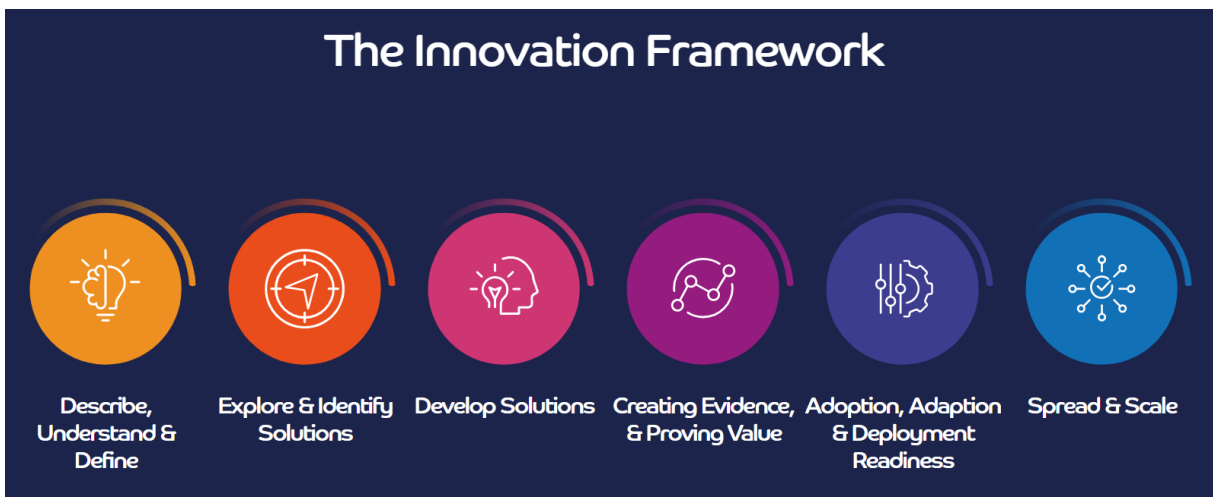 The Innovation Framework
Describe,
Understand &
Define
Explore & Identify
Solutions
Develop Solutions
Creating Evidence,
& Proving Value
Adoption, Adaption
& Deployment
Readiness
Spread & Scale